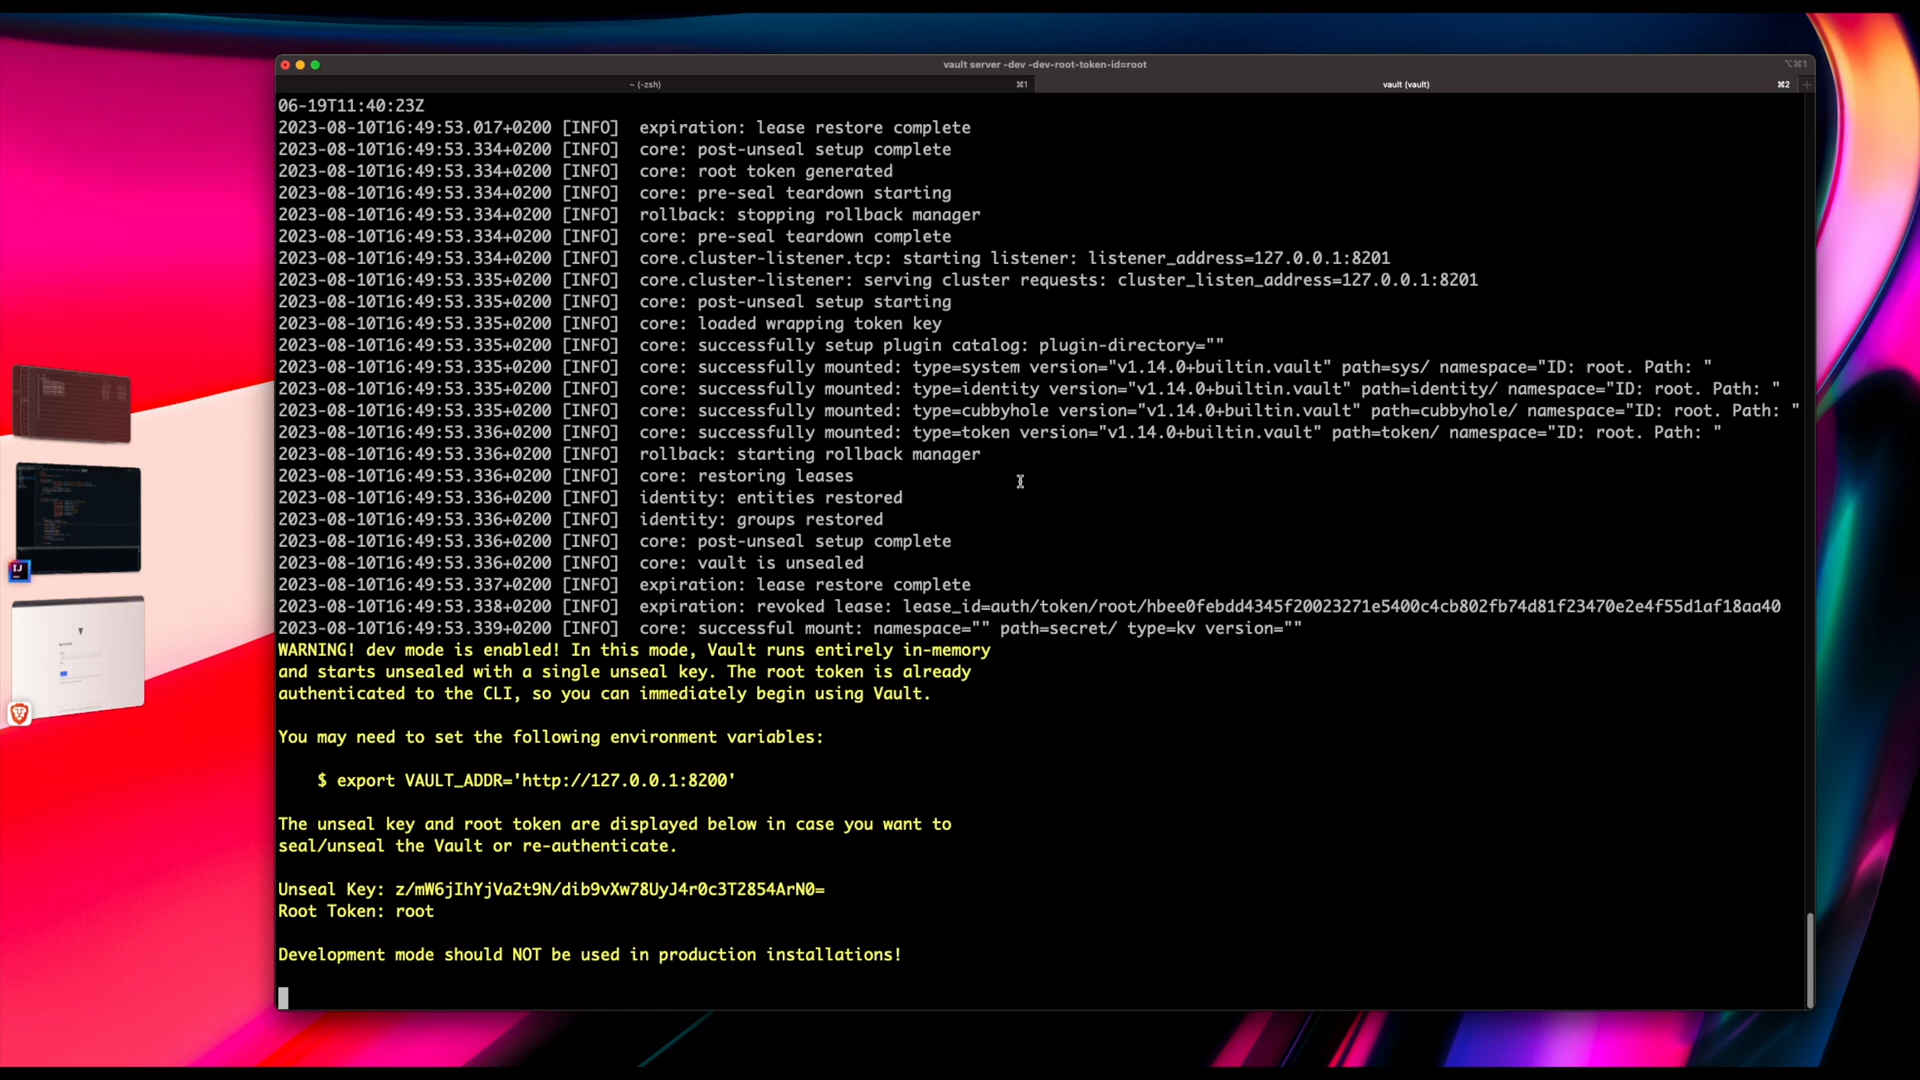 vault server -dev -dev-root-token-id=root
⌥⌘1
~ (-zsh)
⌘1
vault (vault)
⌘2
06-19T11:40:23Z
2023-08-10T16:49:53.017+0200 [INFO]  expiration: lease restore complete
2023-08-10T16:49:53.334+0200 [INFO]  core: post-unseal setup complete
2023-08-10T16:49:53.334+0200 [INFO]  core: root token generated
2023-08-10T16:49:53.334+0200 [INFO]  core: pre-seal teardown starting
2023-08-10T16:49:53.334+0200 [INFO]  rollback: stopping rollback manager
2023-08-10T16:49:53.334+0200 [INFO]  core: pre-seal teardown complete
2023-08-10T16:49:53.334+0200 [INFO]  core.cluster-listener.tcp: starting listener: listener_address=127.0.0.1:8201
2023-08-10T16:49:53.335+0200 [INFO]  core.cluster-listener: serving cluster requests: cluster_listen_address=127.0.0.1:8201
2023-08-10T16:49:53.335+0200 [INFO]  core: post-unseal setup starting
2023-08-10T16:49:53.335+0200 [INFO]  core: loaded wrapping token key
2023-08-10T16:49:53.335+0200 [INFO]  core: successfully setup plugin catalog: plugin-directory=""
2023-08-10T16:49:53.335+0200 [INFO]  core: successfully mounted: type=system version="v1.14.0+builtin.vault" path=sys/ namespace="ID: root. Path: "
2023-08-10T16:49:53.335+0200 [INFO]  core: successfully mounted: type=identity version="v1.14.0+builtin.vault" path=identity/ namespace="ID: root. Path: "
2023-08-10T16:49:53.335+0200 [INFO]  core: successfully mounted: type=cubbyhole version="v1.14.0+builtin.vault" path=cubbyhole/ namespace="ID: root. Path: "
2023-08-10T16:49:53.336+0200 [INFO]  core: successfully mounted: type=token version="v1.14.0+builtin.vault" path=token/ namespace="ID: root. Path: "
2023-08-10T16:49:53.336+0200 [INFO]  rollback: starting rollback manager
2023-08-10T16:49:53.336+0200 [INFO]  core: restoring leases
2023-08-10T16:49:53.336+0200 [INFO]  identity: entities restored
2023-08-10T16:49:53.336+0200 [INFO]  identity: groups restored
2023-08-10T16:49:53.336+0200 [INFO]  core: post-unseal setup complete
2023-08-10T16:49:53.336+0200 [INFO]  core: vault is unsealed
2023-08-10T16:49:53.337+0200 [INFO]  expiration: lease restore complete
2023-08-10T16:49:53.338+0200 [INFO]  expiration: revoked lease: lease_id=auth/token/root/hbee0febdd4345f20023271e5400c4cb802fb74d81f23470e2e4f55d1af18aa40
2023-08-10T16:49:53.339+0200 [INFO]  core: successful mount: namespace="" path=secret/ type=kv version=""
WARNING! dev mode is enabled! In this mode, Vault runs entirely in-memory
and starts unsealed with a single unseal key. The root token is already
authenticated to the CLI, so you can immediately begin using Vault.
You may need to set the following environment variables:
$ export VAULT_ADDR='http://127.0.0.1:8200'
The unseal key and root token are displayed below in case you want to
seal/unseal the Vault or re-authenticate.
Unseal Key: z/mW6jIhYjVa2t9N/dib9vXw78UyJ4r0c3T2854ArN0=
Root Token: root
Development mode should NOT be used in production installations!
IJ